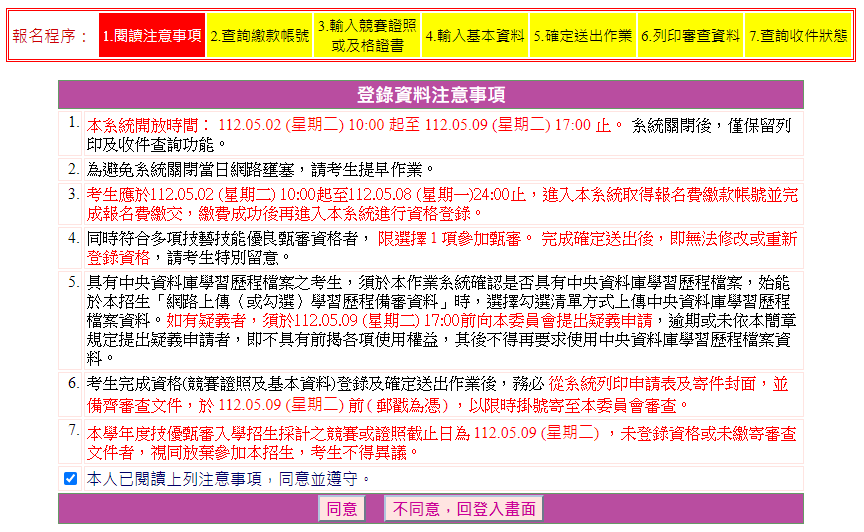 報名程序： 1.閱讀注意事項 2.查詢繳款帳號 3.輸入競賽證照或及格證書 4.輸入基本資料 5.確定送出作業 6.列印審查資料 7.查詢收件狀態
登錄資料注意事項
1. 本系統開放時間： 112.05.02 (星期二) 10:00 起至 112.05.09 (星期二) 17:00 止。 系統關閉後，僅保留列
印及收件查詢功能。
2. 為避免系統關閉當日網路壅塞，請考生提早作業。
3. 考生應於112.05.02 (星期二) 10:00起至112.05.08 (星期一)24:00止，進入本系統取得報名費繳款帳號並完
成報名費繳交，繳費成功後再進入本系統進行資格登錄。
4. 同時符合多項技藝技能優良甄審資格者， 限選擇 1 項參加甄審。 完成確定送出後，即無法修改或重新
登錄資格，請考生特別留意。
5. 具有中央資料庫學習歷程檔案之考生，須於本作業系統確認是否具有中央資料庫學習歷程檔案，始能
於本招生「網路上傳（或勾選）學習歷程備審資料」時，選擇勾選清單方式上傳中央資料庫學習歷程
檔案資料。如有疑義者，須於112.05.09 (星期二) 17:00前向本委員會提出疑義申請，逾期或未依本簡章
規定提出疑義申請者，即不具有前揭各項使用權益，其後不得再要求使用中央資料庫學習歷程檔案資
料。
6. 考生完成資格(競賽證照及基本資料)登錄及確定送出作業後，務必 從系統列印申請表及寄件封面，並
備齊審查文件，於 112.05.09 (星期二) 前 ( 郵戳為憑 ) ，以限時掛號寄至本委員會審查。
7. 本學年度技優甄審入學招生採計之競賽或證照截止日為 112.05.09 (星期二) ，未登錄資格或未繳寄審查
文件者，視同放棄參加本招生，考生不得異議。
本人已閱讀上列注意事項，同意並遵守。
同意 不同意，回登入畫面